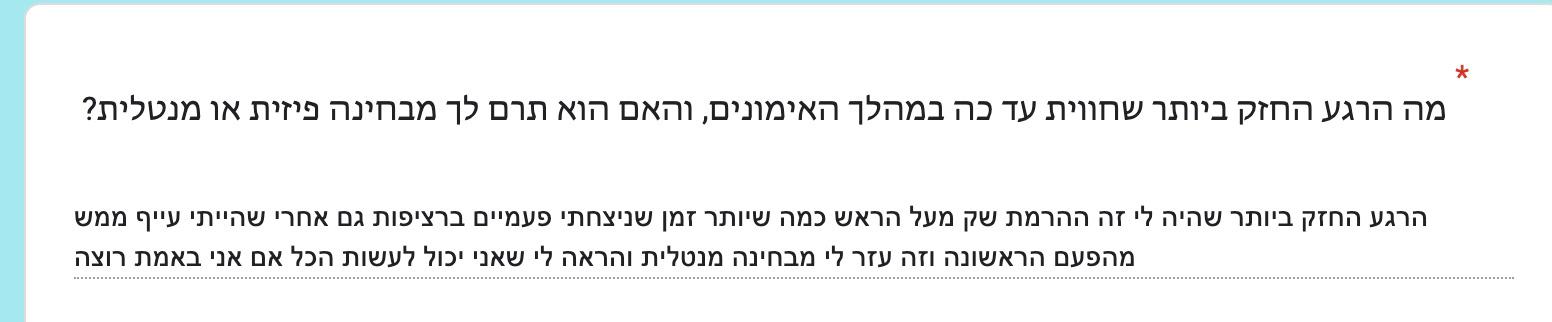 *
מה הרגע החזק ביותר שחווית עד כה במהלך האימונים, והאם הוא תרם לך מבחינה פיזית או מנטלית?
הרגע החזק ביותר שהיה לי זה ההרמת שק מעל הראש כמה שיותר זמן שניצחתי פעמיים ברציפות גם אחרי שהייתי עייף ממש
מהפעם הראשונה וזה עזר לי מבחינה מנטלית והראה לי שאני יכול לעשות הכל אם אני באמת רוצה